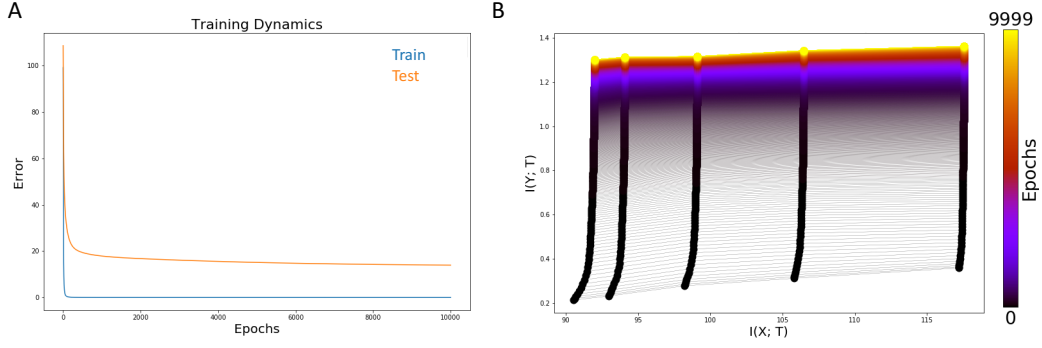 A
Training Dynamics
Train
Test
100
80
60
40
20
0
Error
0
2000
4000
6000
8000
10000
Epochs
B
1.4
1.2
1.0
0.8
0.6
0.4
0.2
I(Y; T)
90
95
100
105
110
115
I(X; T)
9999
Epochs
0